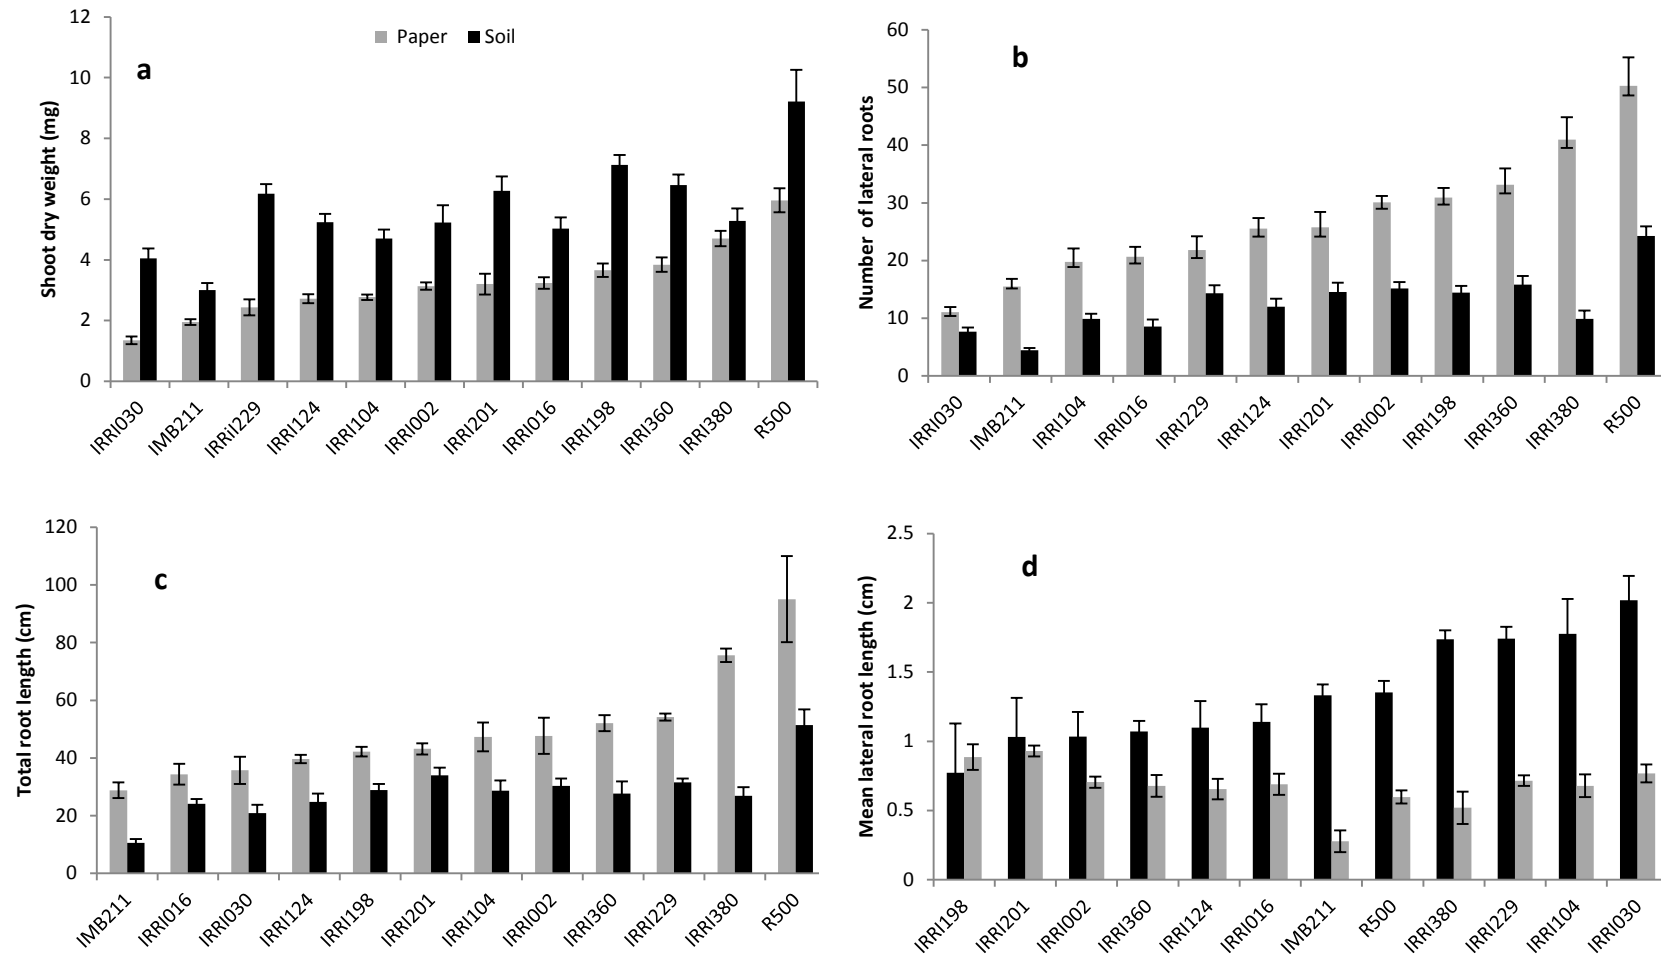 12
10
8
6
4
2
0
Shoot dry weight (mg)
a
Paper Soil
IRRI030 IMB211 IRRII229 IRRI124 IRRI104 IRRI002 IRRI201 IRRI016 IRRI198 IRRI360 IRRI380 R500
60
50
40
30
20
10
0
Number of lateral roots
b
IRRI030 IMB211 IRRI104 IRRI016 IRRI229 IRRI124 IRRI201 IRRI002 IRRI198 IRRI360 IRRI380 R500
120
100
80
60
40
20
0
Total root length (cm)
c
IMB211 IRRI016 IRRI030 IRRI124 IRRI198 IRRI201 IRRI104 IRRI002 IRRI360 IRRI229 IRRI380 R500
2.5
2
1.5
1
0.5
0
Mean lateral root length (cm)
d
IRRI198 IRRI201 IRRI002 IRRI360 IRRI124 IRRI016 IMB211 R500 IRRI380 IRRI229 IRRI104 IRRI030